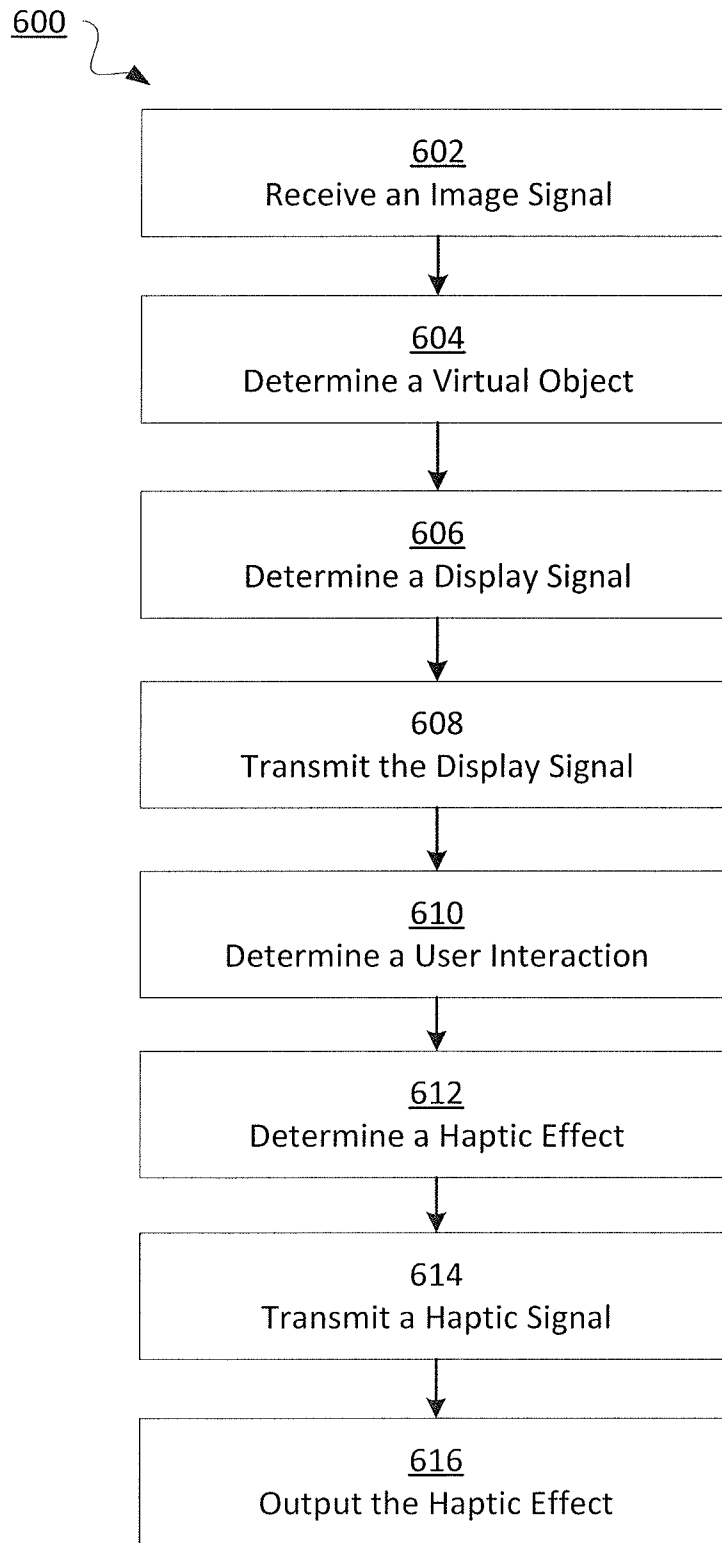 600
602
Receive an Image Signal
604
Determine a Virtual Object
606
Determine a Display Signal
608
Transmit the Display Signal
610
Determine a User Interaction
612
Determine a Haptic Effect
614
Transmit a Haptic Signal
616
Output the Haptic Effect